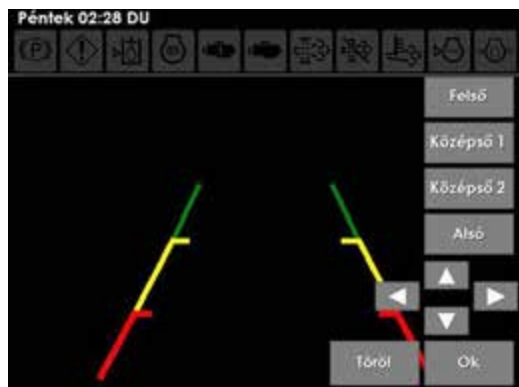 Péntek 02:28 DU
Felső
Középső 1
Középső 2
Alsó
Töröl
Ok